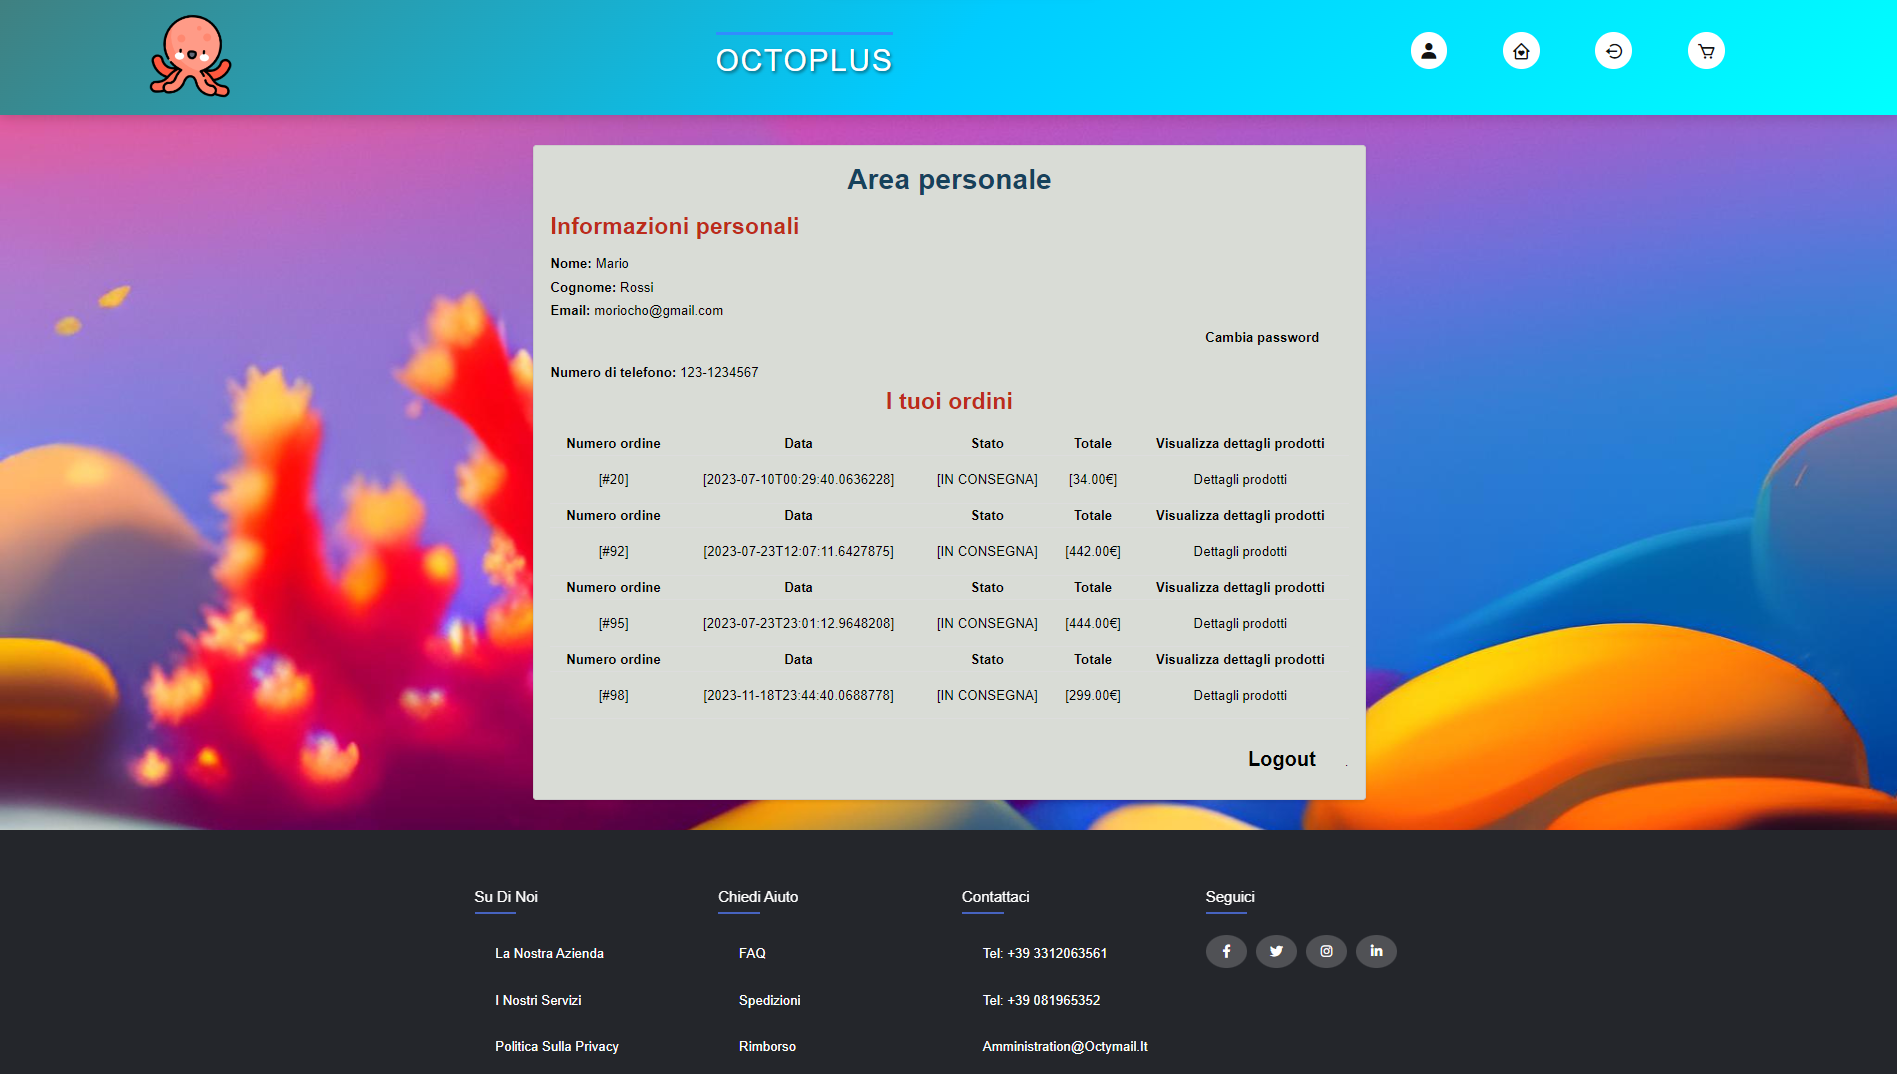 OCTOPLUS
Area personale
Informazioni personali
Nome: Mario
Cognome: Rossi
Email: moriocho@gmail.com
Cambia password
Numero di telefono: 123-1234567
I tuoi ordini
Numero ordine Data Stato Totale Visualizza dettagli prodotti
[#20] [2023-07-10T00:29:40.0636228] [IN CONSEGNA] [34.00€] Dettagli prodotti
Numero ordine Data Stato Totale Visualizza dettagli prodotti
[#92] [2023-07-23T12:07:11.6427875] [IN CONSEGNA] [442.00€] Dettagli prodotti
Numero ordine Data Stato Totale Visualizza dettagli prodotti
[#95] [2023-07-23T23:01:12.9648208] [IN CONSEGNA] [444.00€] Dettagli prodotti
Numero ordine Data Stato Totale Visualizza dettagli prodotti
[#98] [2023-11-18T23:44:40.0688778] [IN CONSEGNA] [299.00€] Dettagli prodotti
Logout .
Su Di Noi
La Nostra Azienda
I Nostri Servizi
Politica Sulla Privacy
Chiedi Aiuto
FAQ
Spedizioni
Rimborso
Contattaci
Tel: +39 3312063561
Tel: +39 081965352
Amministration@Octymail.It
Seguici